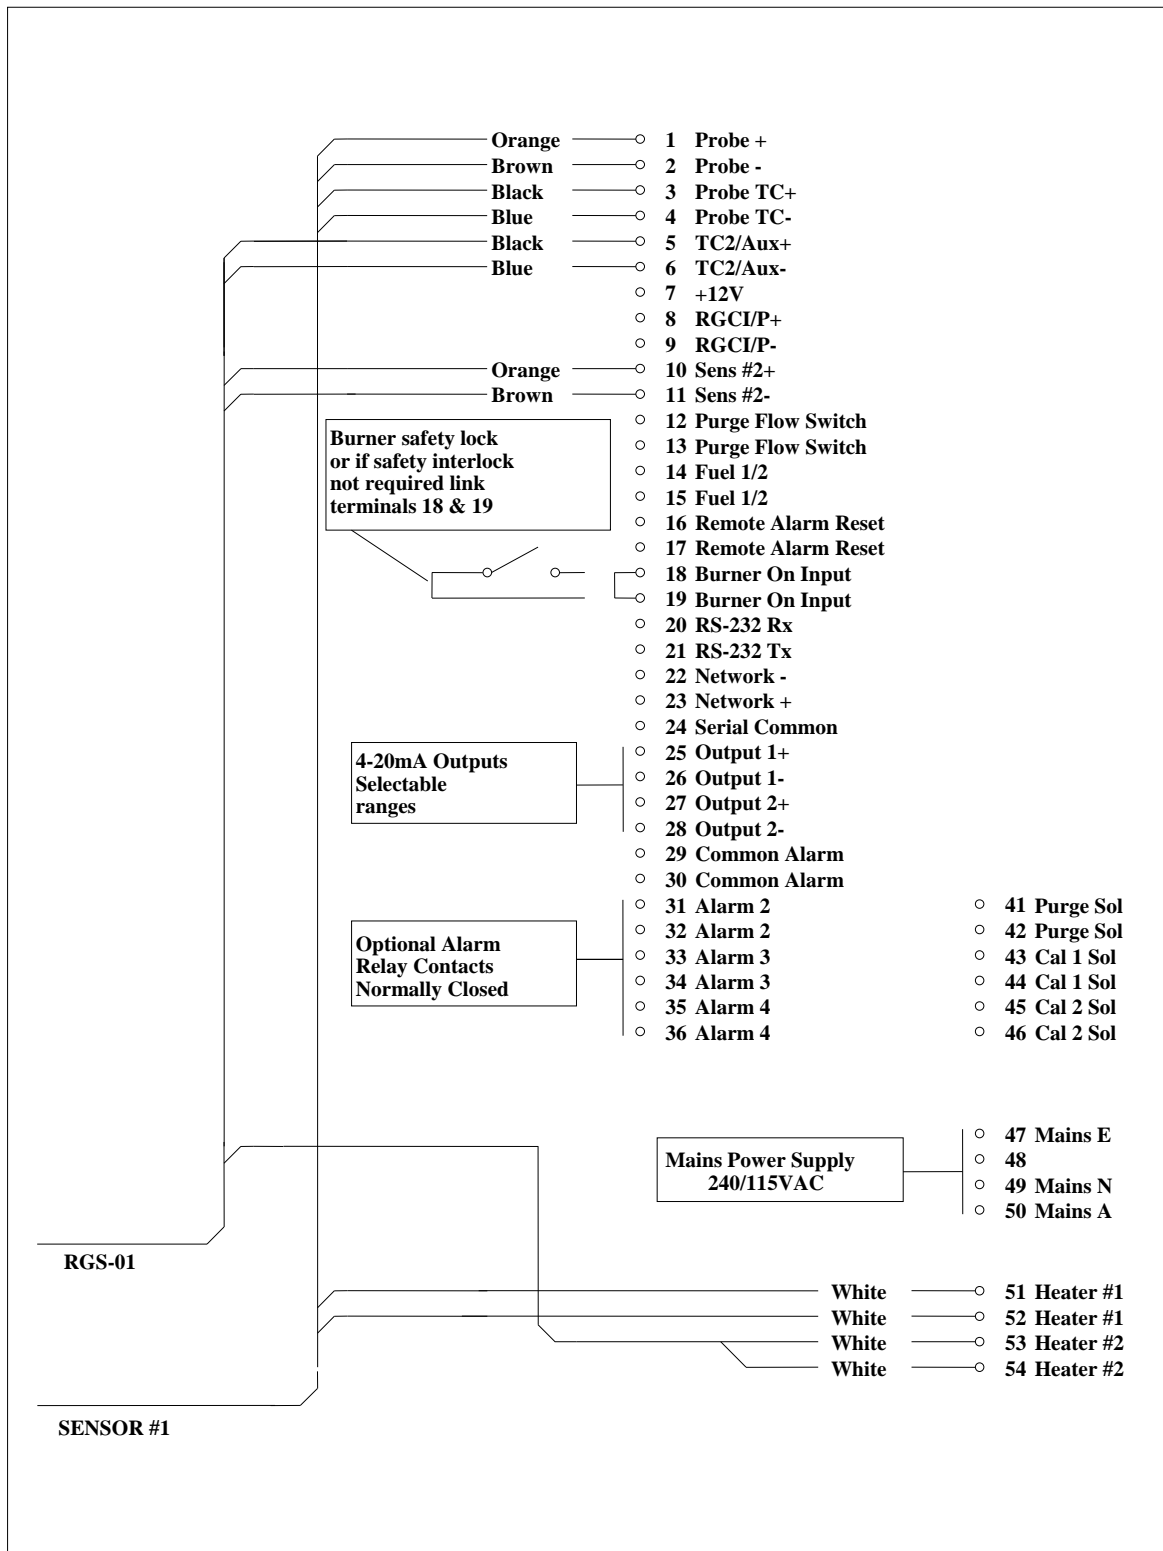 Orange 1 Probe +
Brown 2 Probe -
Black 3 Probe TC+
Blue 4 Probe TC-
Black 5 TC2/Aux+
Blue 6 TC2/Aux-
7 +12V
8 RGCI/P+
9 RGCI/P-
Orange 10 Sens #2+
Brown 11 Sens #2-
12 Purge Flow Switch
13 Purge Flow Switch
14 Fuel 1/2
15 Fuel 1/2
16 Remote Alarm Reset
17 Remote Alarm Reset
18 Burner On Input
19 Burner On Input
20 RS-232 Rx
21 RS-232 Tx
22 Network -
23 Network +
24 Serial Common
25 Output 1+
26 Output 1-
27 Output 2+
28 Output 2-
29 Common Alarm
30 Common Alarm
31 Alarm 2
32 Alarm 2
33 Alarm 3
34 Alarm 3
35 Alarm 4
36 Alarm 4
Burner safety lock
or if safety interlock
not required link
terminals 18 & 19
4-20mA Outputs
Selectable
ranges
Optional Alarm
Relay Contacts
Normally Closed
41 Purge Sol
42 Purge Sol
43 Cal 1 Sol
44 Cal 1 Sol
45 Cal 2 Sol
46 Cal 2 Sol
Mains Power Supply
240/115VAC
47 Mains E
48
49 Mains N
50 Mains A
RGS-01
White 51 Heater #1
White 52 Heater #1
White 53 Heater #2
White 54 Heater #2
SENSOR #1